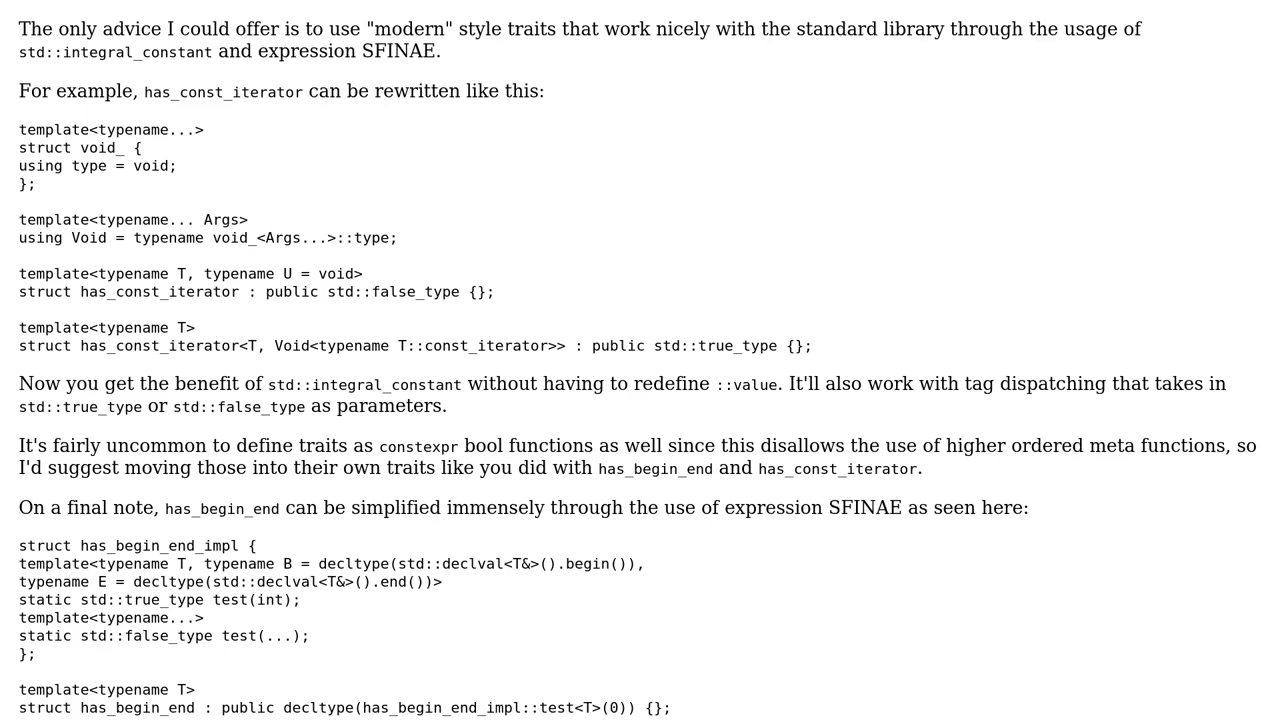 The only advice I could offer is to use "modern" style traits that work nicely with the standard library through the usage of
std::integral_constant and expression SFINAE.
For example, has_const_iterator can be rewritten like this:
template<typename...>
struct void_ {
using type = void;
};
template<typename... Args>
using Void = typename void_<Args...>::type;
template<typename T, typename U = void>
struct has_const_iterator : public std::false_type {};
template<typename T>
struct has_const_iterator<T, Void<typename T::const_iterator>> : public std::true_type {};
Now you get the benefit of std::integral_constant without having to redefine ::value. It'll also work with tag dispatching that takes in
std::true_type or std::false_type as parameters.
It's fairly uncommon to define traits as constexpr bool functions as well since this disallows the use of higher ordered meta functions, so
I'd suggest moving those into their own traits like you did with has_begin_end and has_const_iterator.
On a final note, has_begin_end can be simplified immensely through the use of expression SFINAE as seen here:
struct has_begin_end_impl {
template<typename T, typename B = decltype(std::declval<T&>().begin()),
typename E = decltype(std::declval<T&>().end())>
static std::true_type test(int);
template<typename...>
static std::false_type test(...);
};
template<typename T>
struct has_begin_end : public decltype(has_begin_end_impl::test<T>(0)) {};